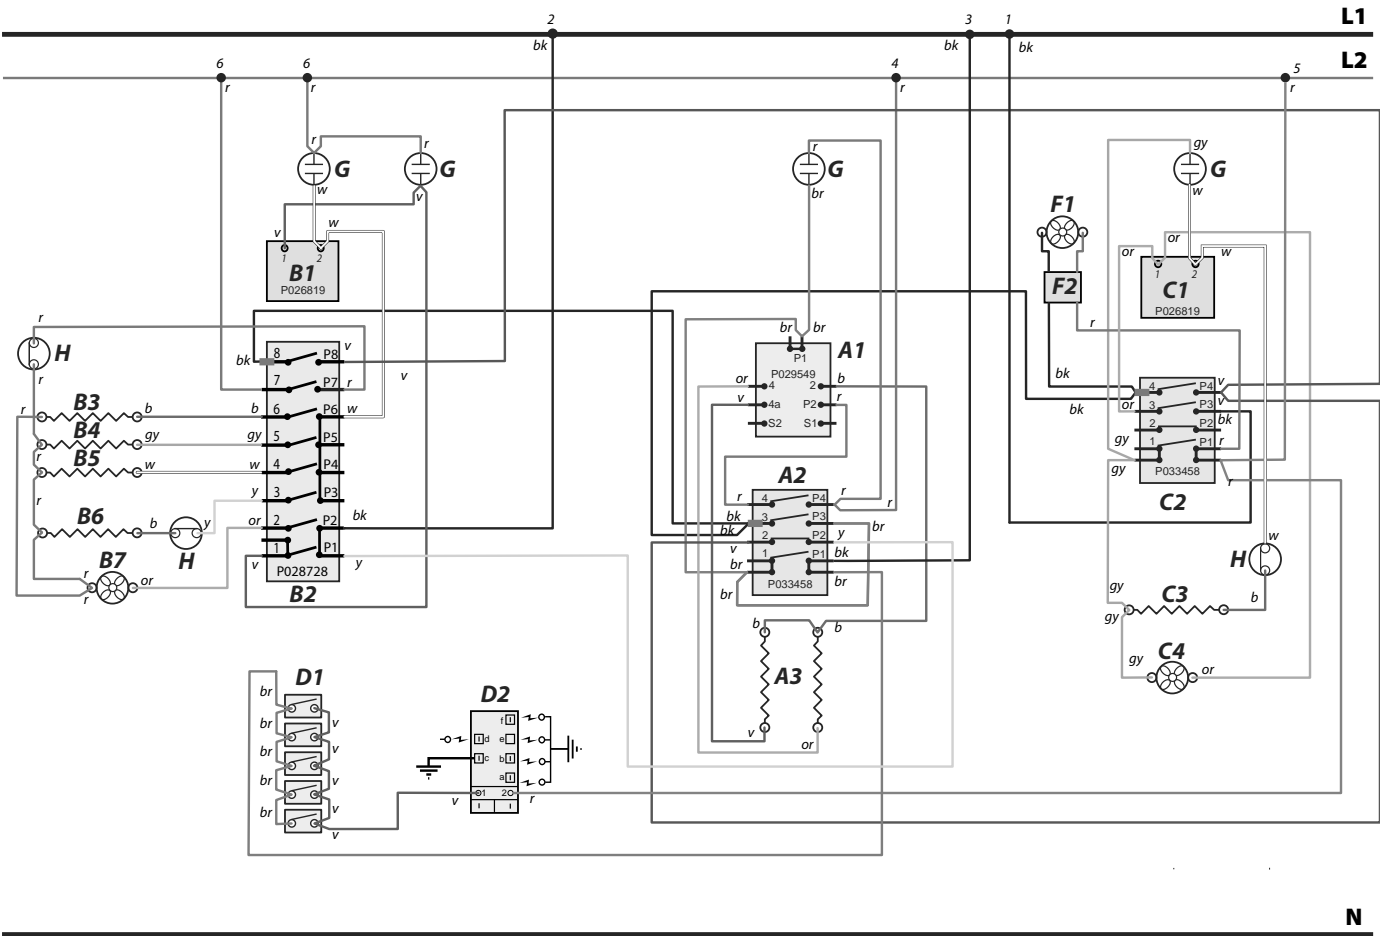 2 3 1 L1
bk bk bk
6 6 4 5 L2
r r r r
r r r gy
G G G G
w v br w
F1
v w or or w
1 2 1 2
B1 F2 C1
P026819 P026819
r br br r
P1
H A1
8 P8 v
bk v
P029549
7 P7 r
or 4 2 b
bk 4 P4 v
B3
r b b 6 P6 w
v 4a P2 r
bk or 3 P3 v
bk
B4
gy gy 5 P5
S2 S1
2 P2
r B5
w w 4 P4
gy 1 P1 r
gy P033458 r
A2
r y 3 P3
r 4 P4 r
r
C2
B6
b y or 2 P2 bk
bk 3 P3 br
bk 2 P2 y
H
v 1 P1 y
v 1 P1 bk
br br
w
H
B7
r or
r
P028728
B2
P033458
br
gy C3 b
gy
b b
gy C4 or
A3
D1 D2
br v
br v
br v
br v
br v
f
d e
c b
a
1 2
v r
v or
N